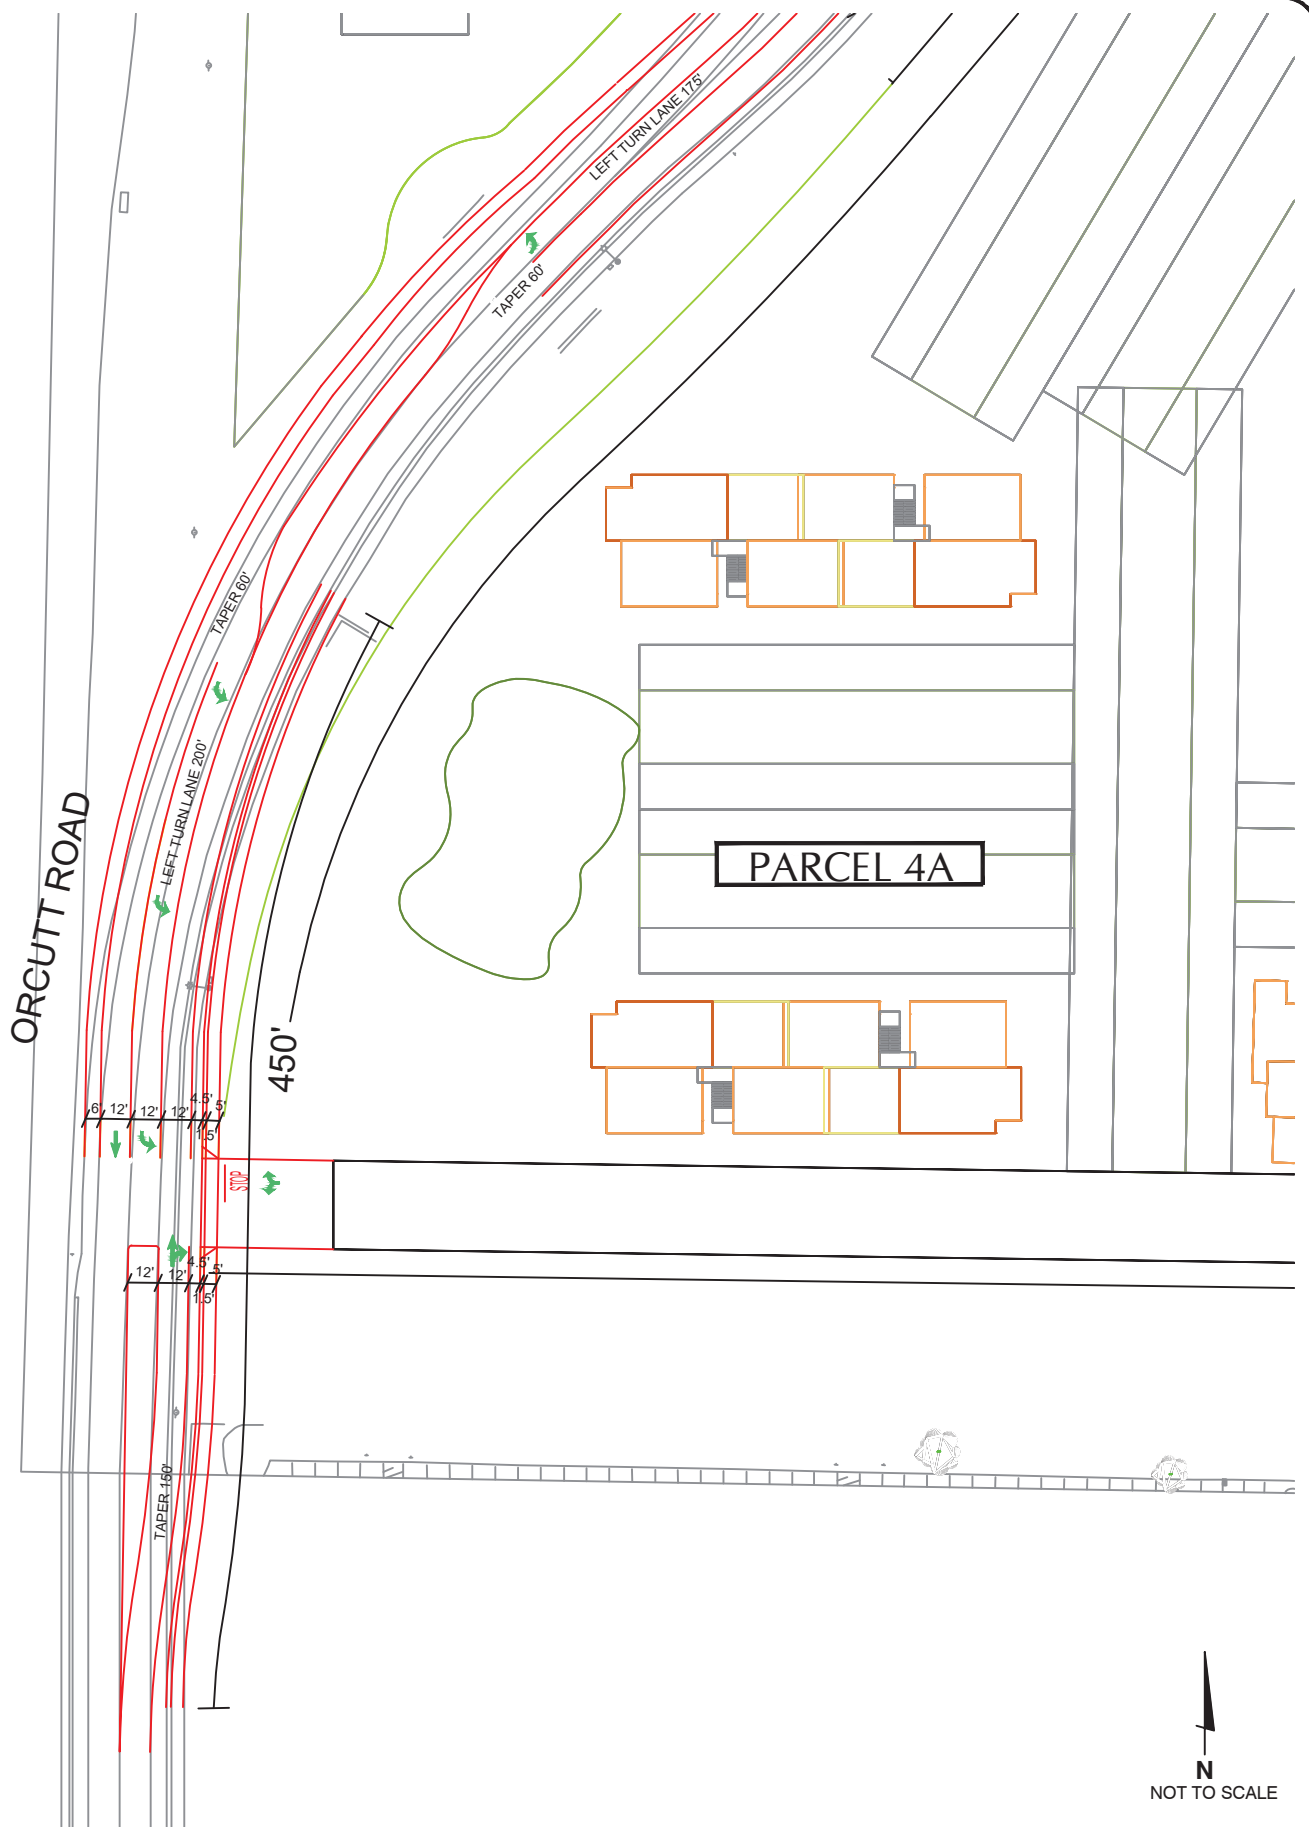 LEFT TURN LANE 175'
TAPER 60'
TAPER 60'
LEFT TURN LANE 200'
ORCUTT ROAD
PARCEL 4A
450'
6'
12'
12'
12'
4.5'
5'
1.5'
STOP
12'
12'
4.5'
5'
1.5'
TAPER 150'
N
NOT TO SCALE